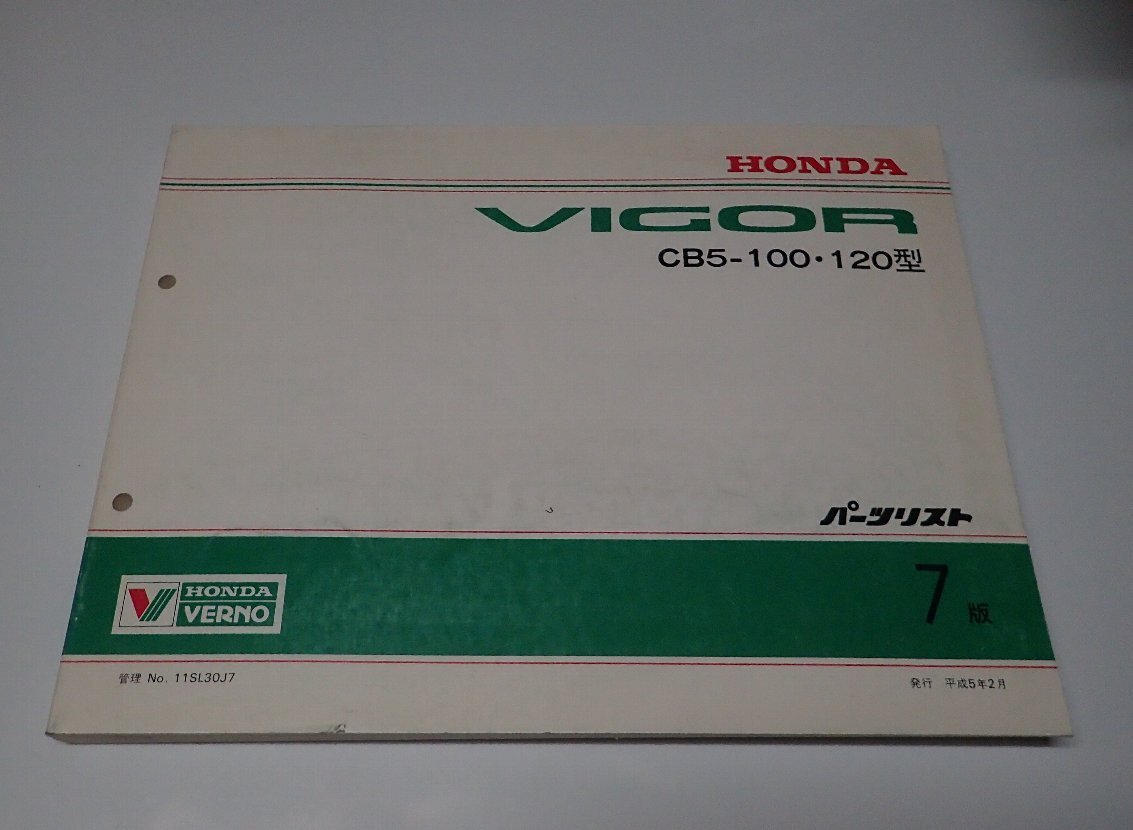 HONDA
VIGOR
CB5-100・120型
パーツリスト
7版
HONDA
VERNO
管理 No. 11SL30J7
発行 平成5年2月